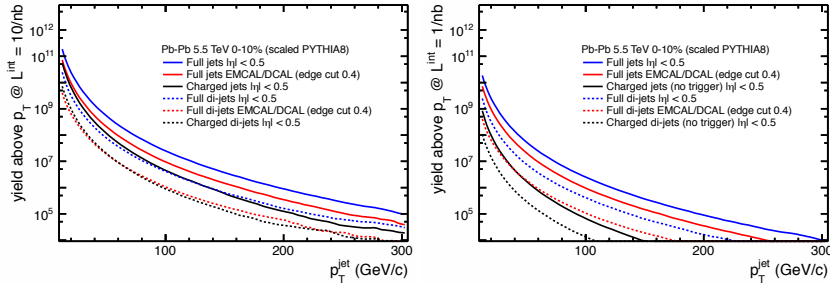 yield above p_T @ L^int = 10/nb
10^11
10^9
10^7
10^5
Pb-Pb 5.5 TeV 0-10% (scaled PYTHIA8)
Full jets |η| < 0.5
Full jets EMCAL/DCAL (edge cut 0.4)
Charged jets |η| < 0.5
Full di-jets |η| < 0.5
Full di-jets EMCAL/DCAL (edge cut 0.4)
Charged di-jets |η| < 0.5
100 200 300
p_T^jet (GeV/c)
yield above p_T @ L^int = 1/nb
10^11
10^9
10^7
10^5
Pb-Pb 5.5 TeV 0-10% (scaled PYTHIA8)
Full jets |η| < 0.5
Full jets EMCAL/DCAL (edge cut 0.4)
Charged jets (no trigger) |η| < 0.5
Full di-jets |η| < 0.5
Full di-jets EMCAL/DCAL (edge cut 0.4)
Charged di-jets (no trigger) |η| < 0.5
100 200 300
p_T^jet (GeV/c)